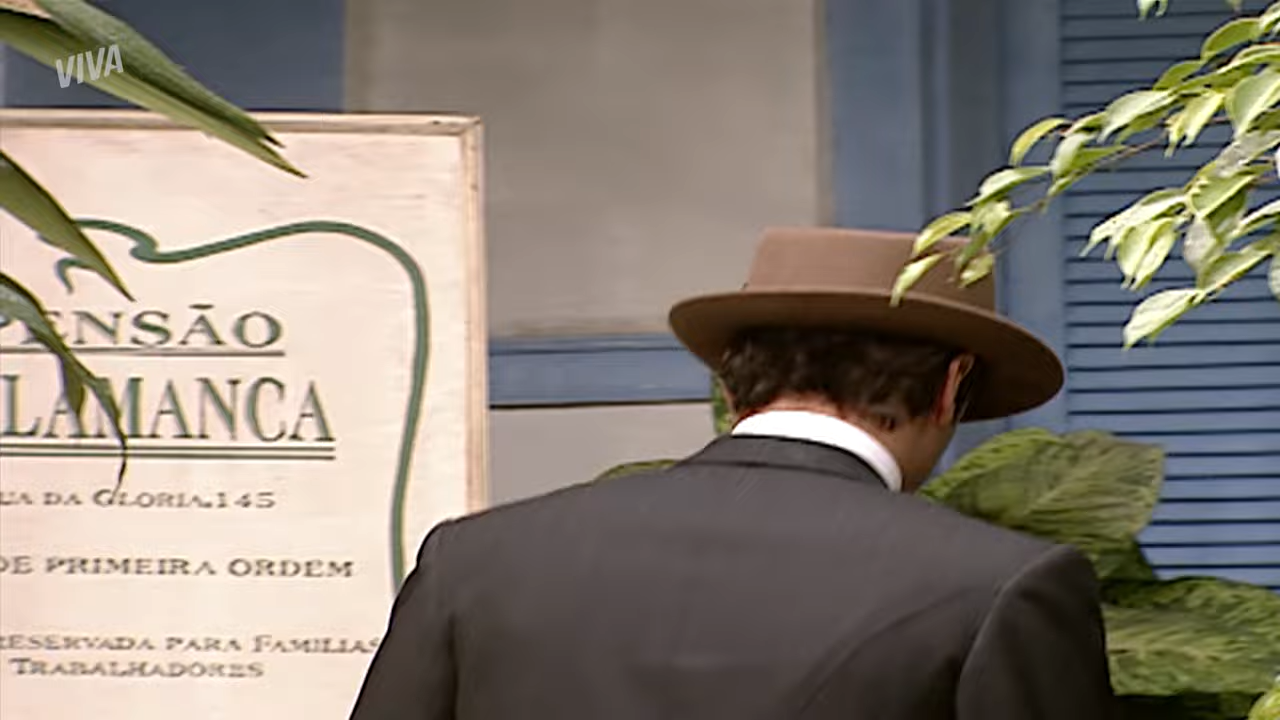 VIVA
PENSÃO
LAMANCA
UA DA GLORIA, 145
DE PRIMEIRA ORDEM
RESERVADA PARA FAMILIAS
TRABALHADORES